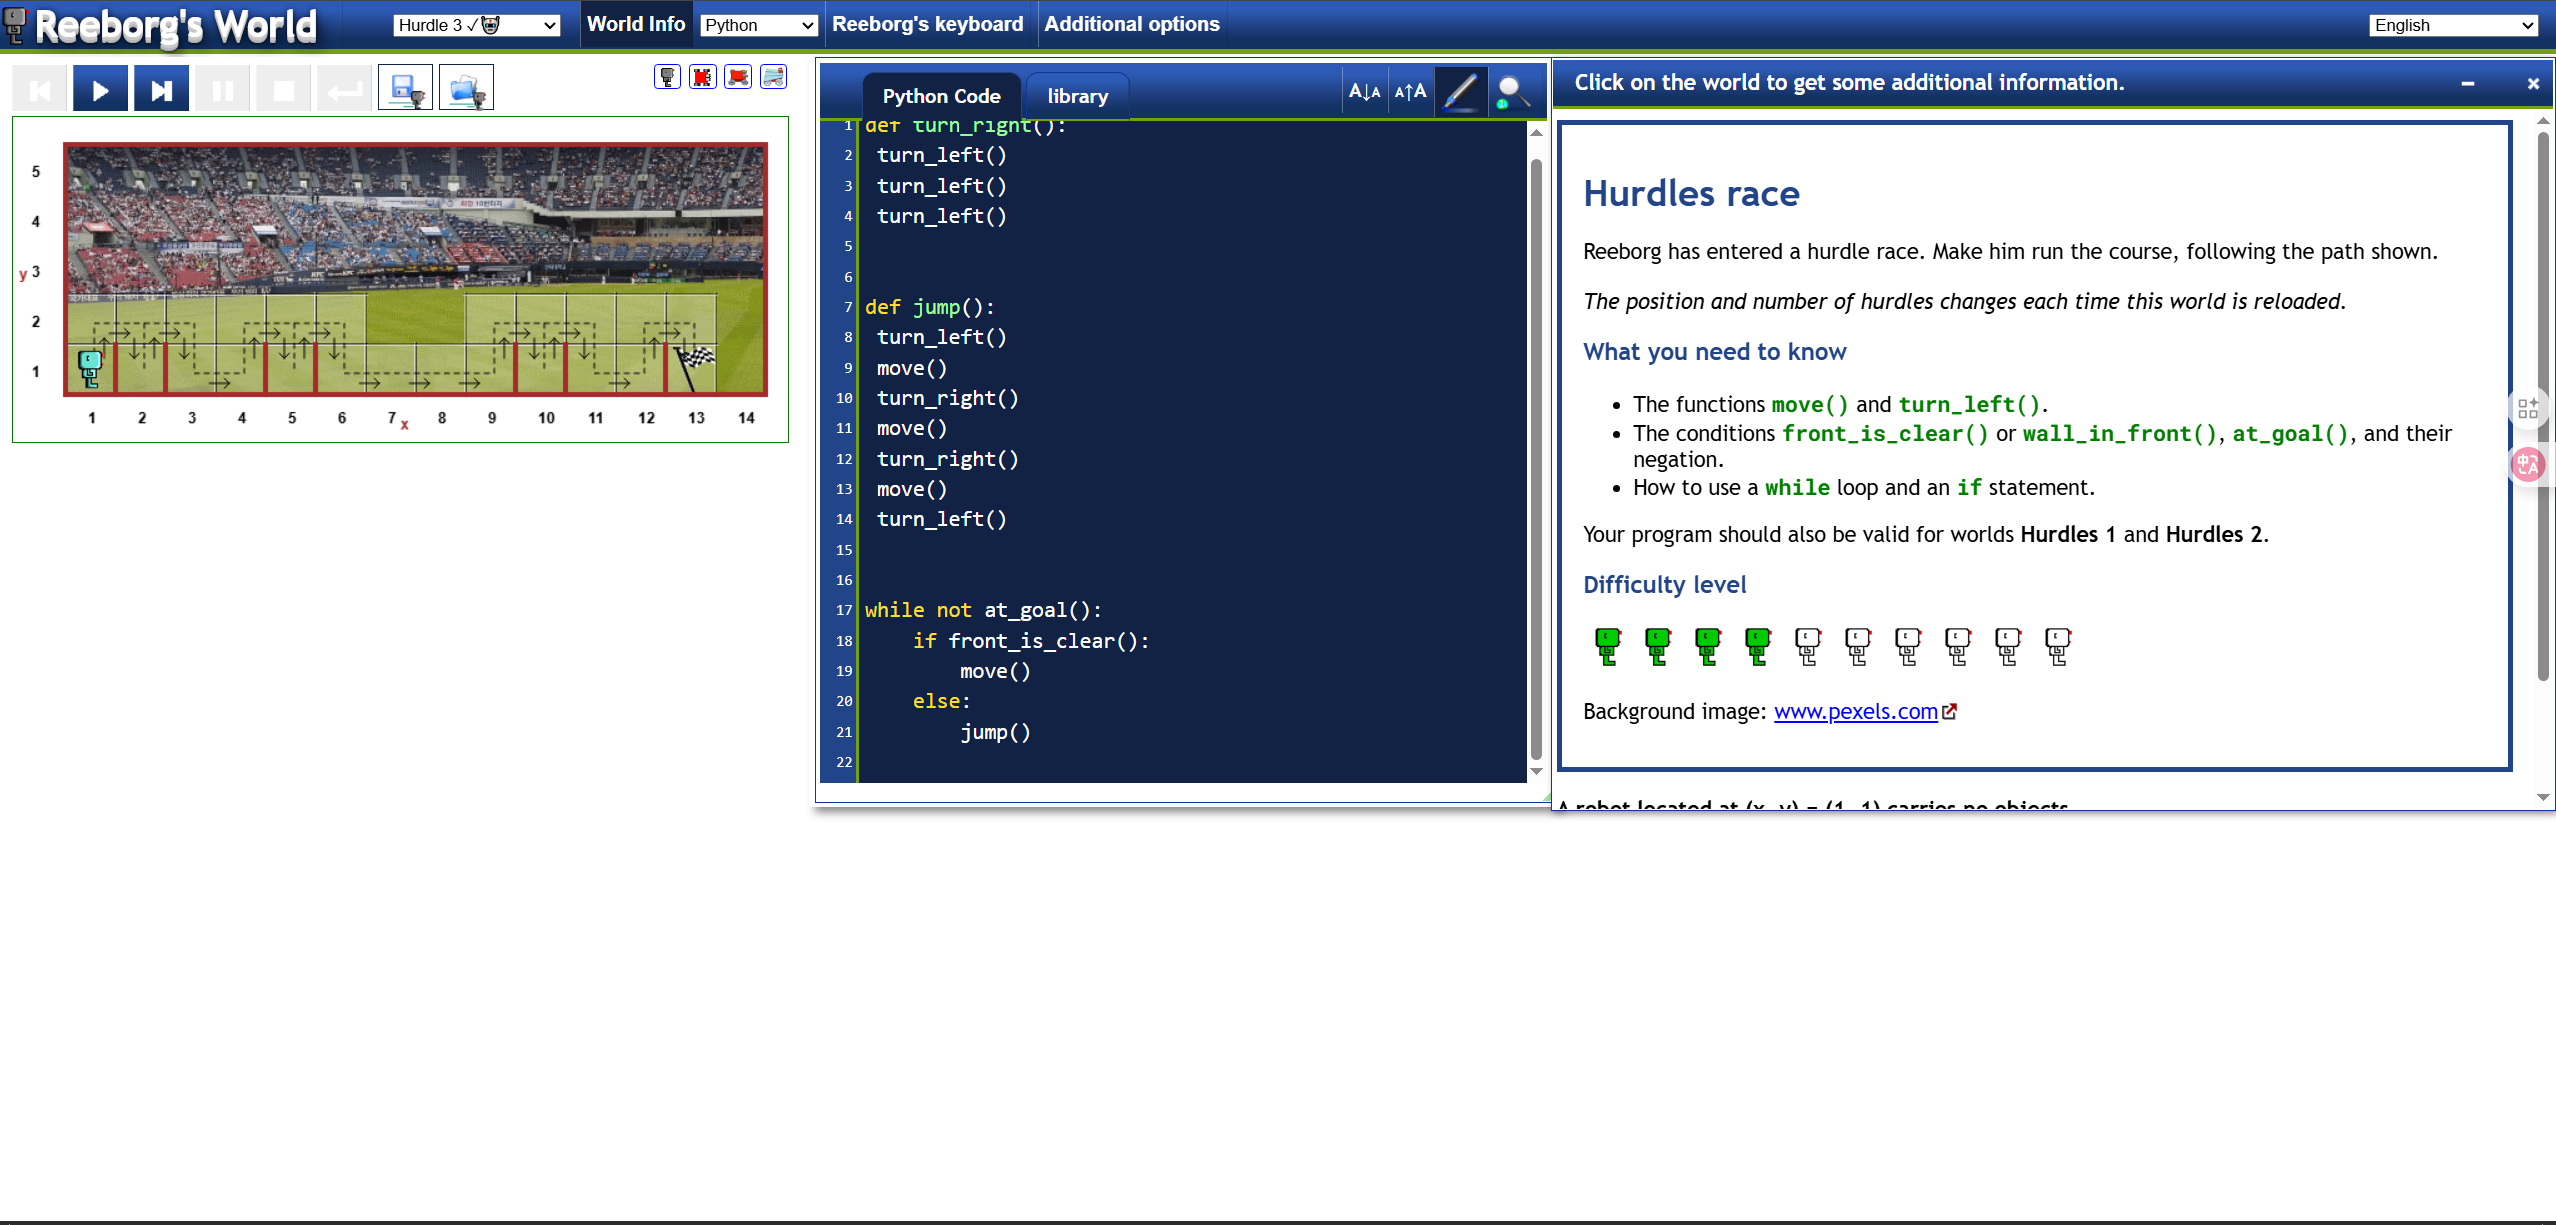 Reeborg's World
Hurdle 3 ✓
World Info
Python
Reeborg's keyboard
Additional options
English
5
4
y 3
2
1
1 2 3 4 5 6 7 x 8 9 10 11 12 13 14
Python Code
library
A↓A
A↑A
1 def turn_right():
2 turn_left()
3 turn_left()
4 turn_left()
5
6
7 def jump():
8 turn_left()
9 move()
10 turn_right()
11 move()
12 turn_right()
13 move()
14 turn_left()
15
16
17 while not at_goal():
18 if front_is_clear():
19 move()
20 else:
21 jump()
22
Click on the world to get some additional information.
Hurdles race
Reeborg has entered a hurdle race. Make him run the course, following the path shown.
The position and number of hurdles changes each time this world is reloaded.
What you need to know
• The functions move() and turn_left().
• The conditions front_is_clear() or wall_in_front(), at_goal(), and their
negation.
• How to use a while loop and an if statement.
Your program should also be valid for worlds Hurdles 1 and Hurdles 2.
Difficulty level
Background image: www.pexels.com
A robot located at (x, y) = (1, 1) carries no objects
中A